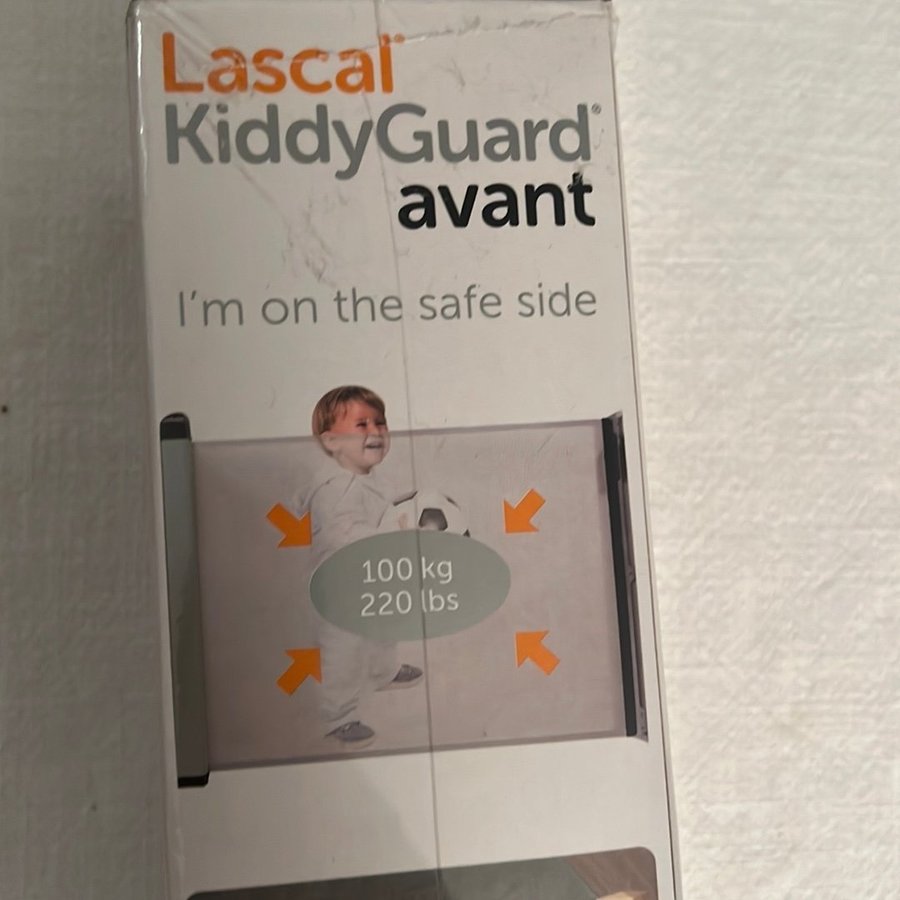 Lascal®
KiddyGuard®
avant
I'm on the safe side
100 kg
220 lbs